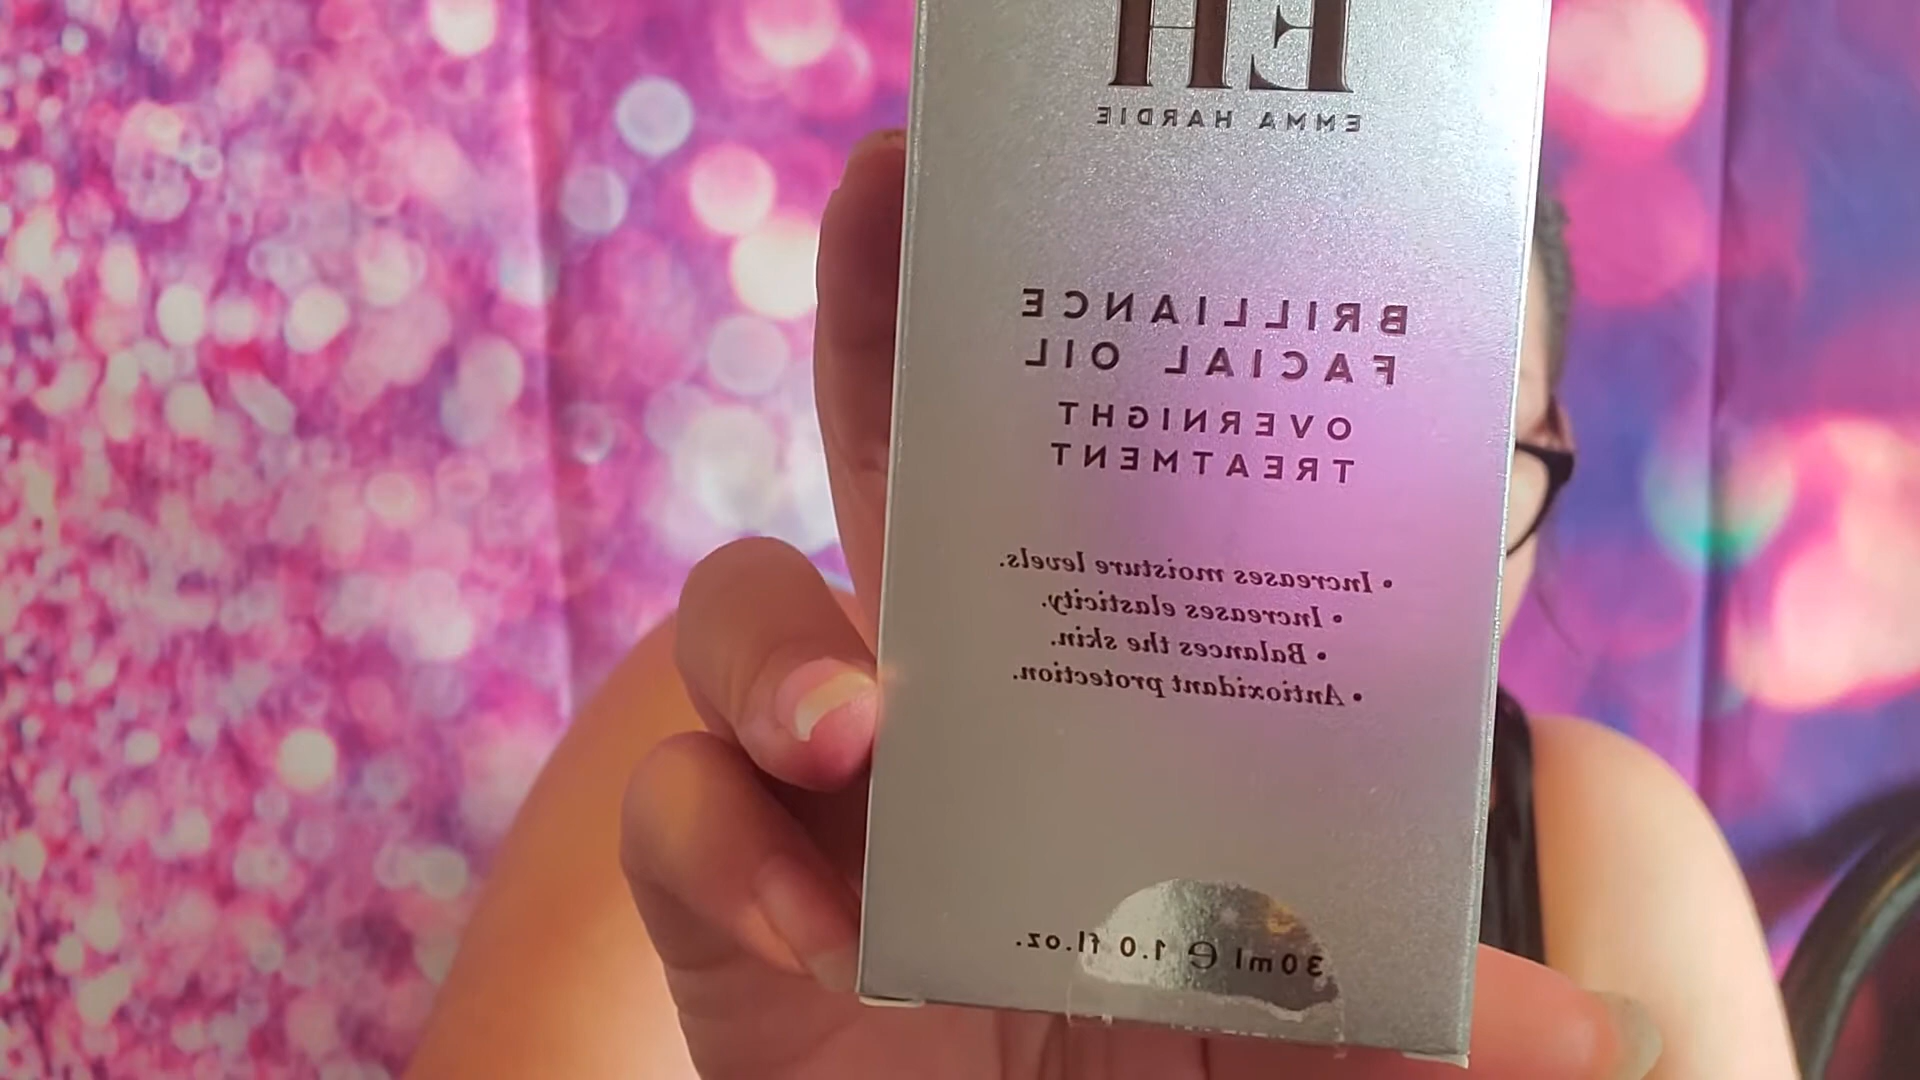 EH
EMMA HARDIE
BRILLIANCE
FACIAL OIL
OVERNIGHT
TREATMENT
• Increases moisture levels.
• Increases elasticity.
• Balances the skin.
• Antioxidant protection.
30ml ℮ 1.0 fl.oz.